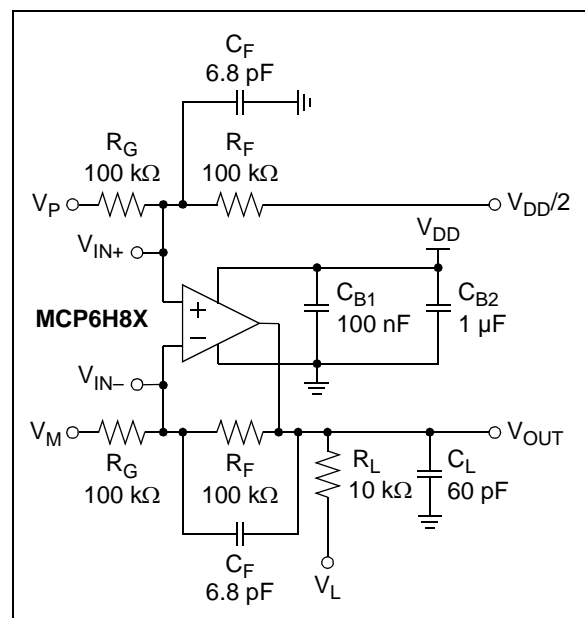 C_F
6.8 pF
R_G
100 kΩ
R_F
100 kΩ
V_P
V_DD/2
V_IN+
V_DD
MCP6H8X
C_B1
100 nF
C_B2
1 µF
V_IN–
V_M
R_G
100 kΩ
R_F
100 kΩ
V_OUT
R_L
10 kΩ
C_L
60 pF
C_F
6.8 pF
V_L